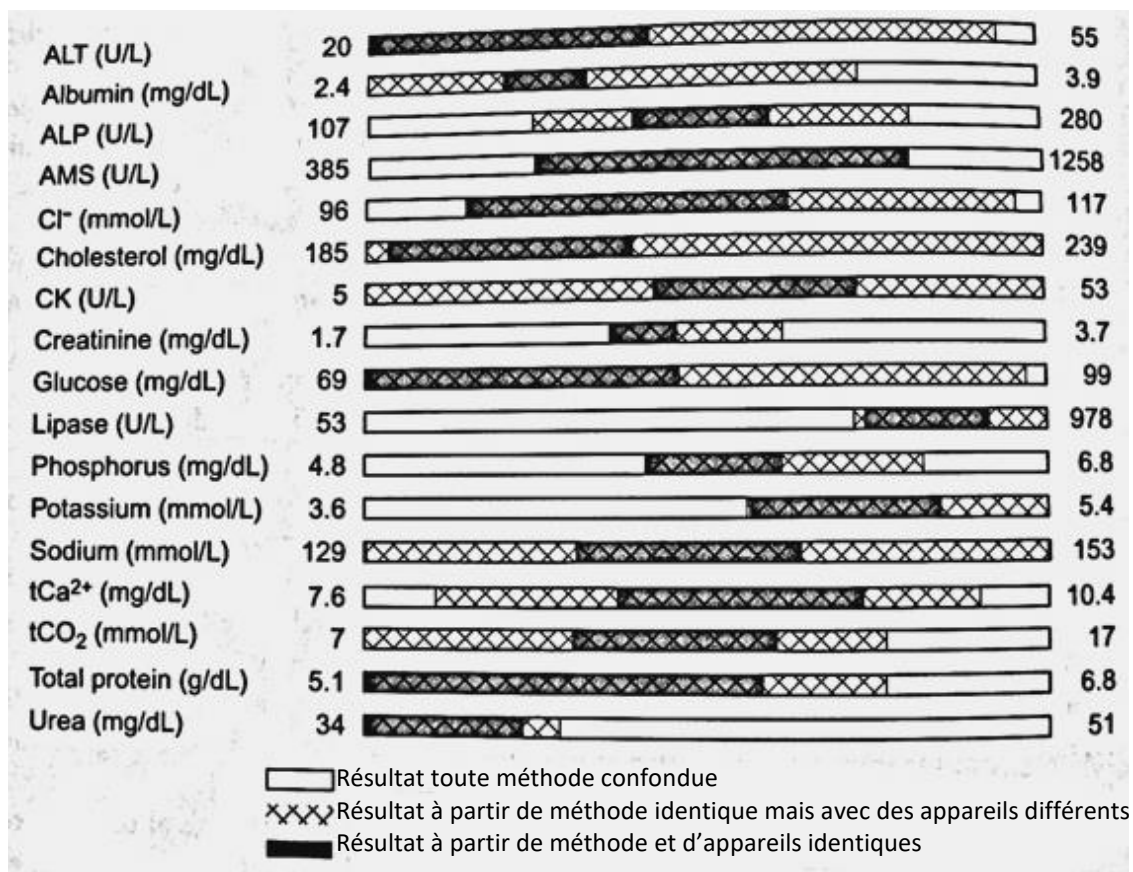 ALT (U/L) 20 55
Albumin (mg/dL) 2.4 3.9
ALP (U/L) 107 280
AMS (U/L) 385 1258
Cl⁻ (mmol/L) 96 117
Cholesterol (mg/dL) 185 239
CK (U/L) 5 53
Creatinine (mg/dL) 1.7 3.7
Glucose (mg/dL) 69 99
Lipase (U/L) 53 978
Phosphorus (mg/dL) 4.8 6.8
Potassium (mmol/L) 3.6 5.4
Sodium (mmol/L) 129 153
tCa²⁺ (mg/dL) 7.6 10.4
tCO₂ (mmol/L) 7 17
Total protein (g/dL) 5.1 6.8
Urea (mg/dL) 34 51
Résultat toute méthode confondue
Résultat à partir de méthode identique mais avec des appareils différents
Résultat à partir de méthode et d’appareils identiques